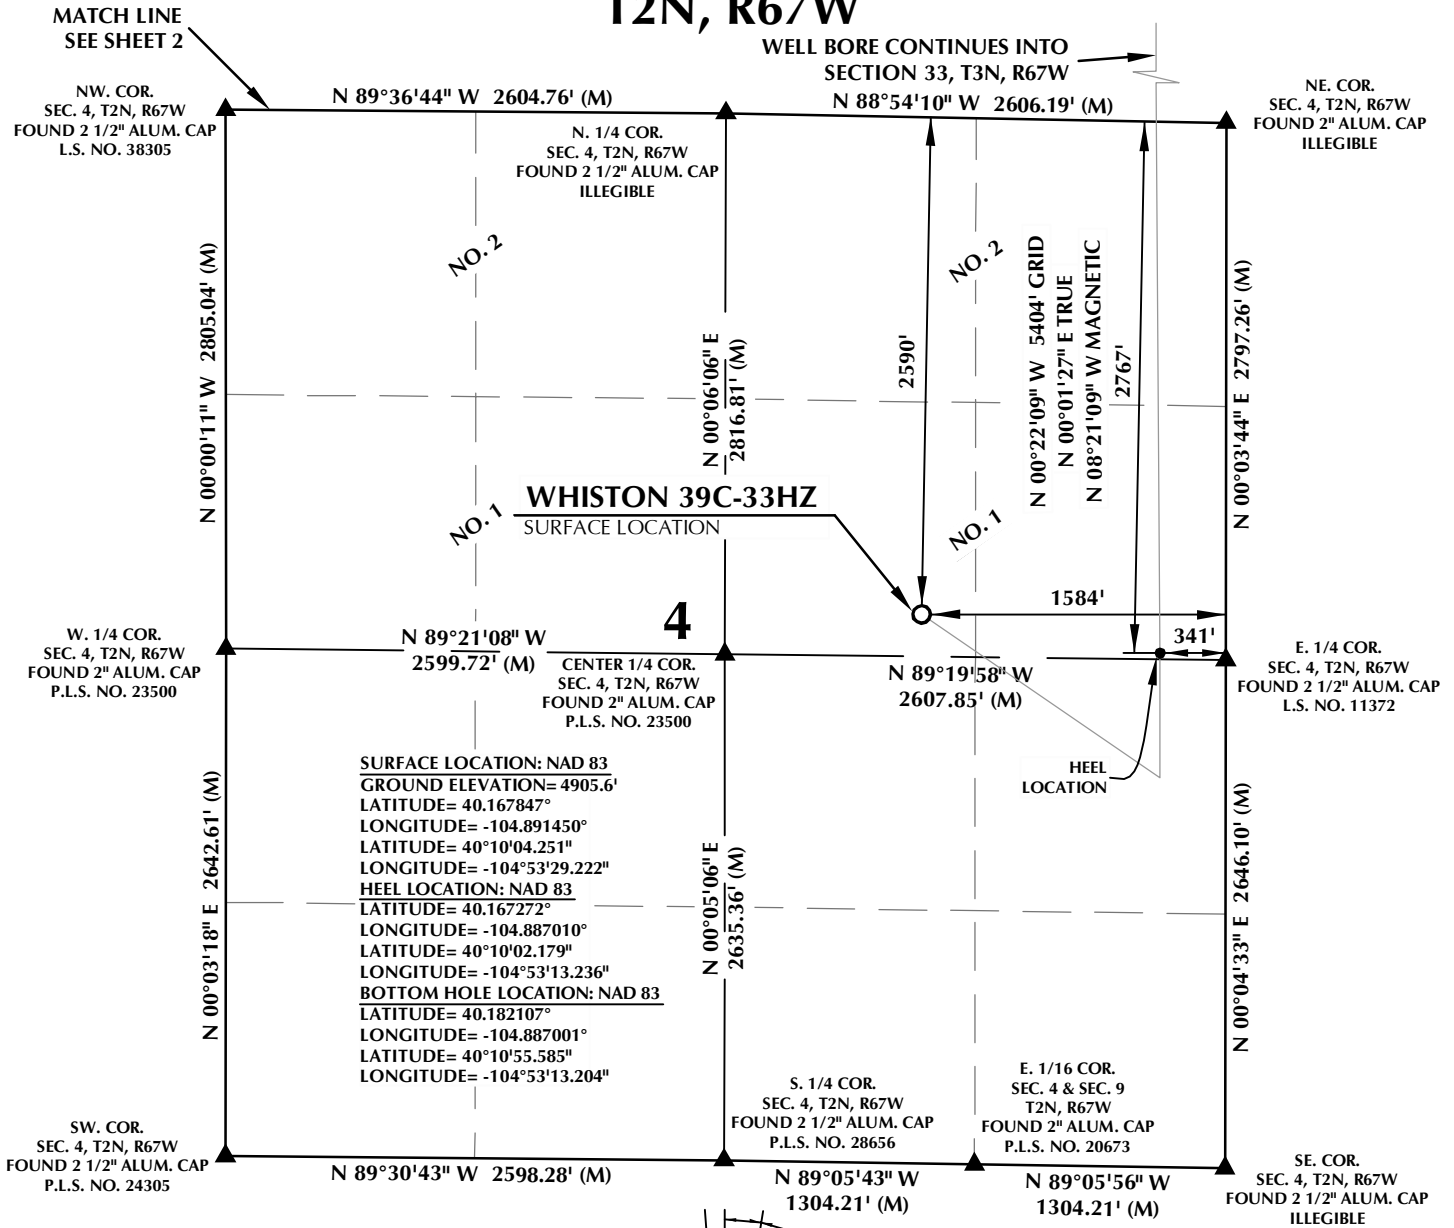 T2N, R67W
MATCH LINE
SEE SHEET 2
WELL BORE CONTINUES INTO
SECTION 33, T3N, R67W
NW. COR.
SEC. 4, T2N, R67W
FOUND 2 1/2" ALUM. CAP
L.S. NO. 38305
N 89°36'44" W 2604.76' (M)
N 88°54'10" W 2606.19' (M)
NE. COR.
SEC. 4, T2N, R67W
FOUND 2" ALUM. CAP
ILLEGIBLE
N. 1/4 COR.
SEC. 4, T2N, R67W
FOUND 2 1/2" ALUM. CAP
ILLEGIBLE
N 00°00'11" W 2805.04' (M)
NO. 2
NO. 2
N 00°06'06" E
2816.81' (M)
2590'
N 00°22'09" W 5404' GRID
N 00°01'27" E TRUE
N 08°21'09" W MAGNETIC
2767'
N 00°03'44" E 2797.26' (M)
NO. 1
WHISTON 39C-33HZ
SURFACE LOCATION
NO. 1
1584'
341'
4
W. 1/4 COR.
SEC. 4, T2N, R67W
FOUND 2" ALUM. CAP
P.L.S. NO. 23500
N 89°21'08" W
2599.72' (M)
CENTER 1/4 COR.
SEC. 4, T2N, R67W
FOUND 2" ALUM. CAP
P.L.S. NO. 23500
N 89°19'58" W
2607.85' (M)
E. 1/4 COR.
SEC. 4, T2N, R67W
FOUND 2 1/2" ALUM. CAP
L.S. NO. 11372
HEEL
LOCATION
SURFACE LOCATION: NAD 83
GROUND ELEVATION= 4905.6'
LATITUDE= 40.167847°
LONGITUDE= -104.891450°
LATITUDE= 40°10'04.251"
LONGITUDE= -104°53'29.222"
HEEL LOCATION: NAD 83
LATITUDE= 40.167272°
LONGITUDE= -104.887010°
LATITUDE= 40°10'02.179"
LONGITUDE= -104°53'13.236"
BOTTOM HOLE LOCATION: NAD 83
LATITUDE= 40.182107°
LONGITUDE= -104.887001°
LATITUDE= 40°10'55.585"
LONGITUDE= -104°53'13.204"
N 00°03'18" E 2642.61' (M)
N 00°05'06" E
2635.36' (M)
N 00°04'33" E 2646.10' (M)
S. 1/4 COR.
SEC. 4, T2N, R67W
FOUND 2 1/2" ALUM. CAP
P.L.S. NO. 28656
E. 1/16 COR.
SEC. 4 & SEC. 9
T2N, R67W
FOUND 2" ALUM. CAP
P.L.S. NO. 20673
SW. COR.
SEC. 4, T2N, R67W
FOUND 2 1/2" ALUM. CAP
P.L.S. NO. 24305
N 89°30'43" W 2598.28' (M)
N 89°05'43" W
1304.21' (M)
N 89°05'56" W
1304.21' (M)
SE. COR.
SEC. 4, T2N, R67W
FOUND 2 1/2" ALUM. CAP
ILLEGIBLE